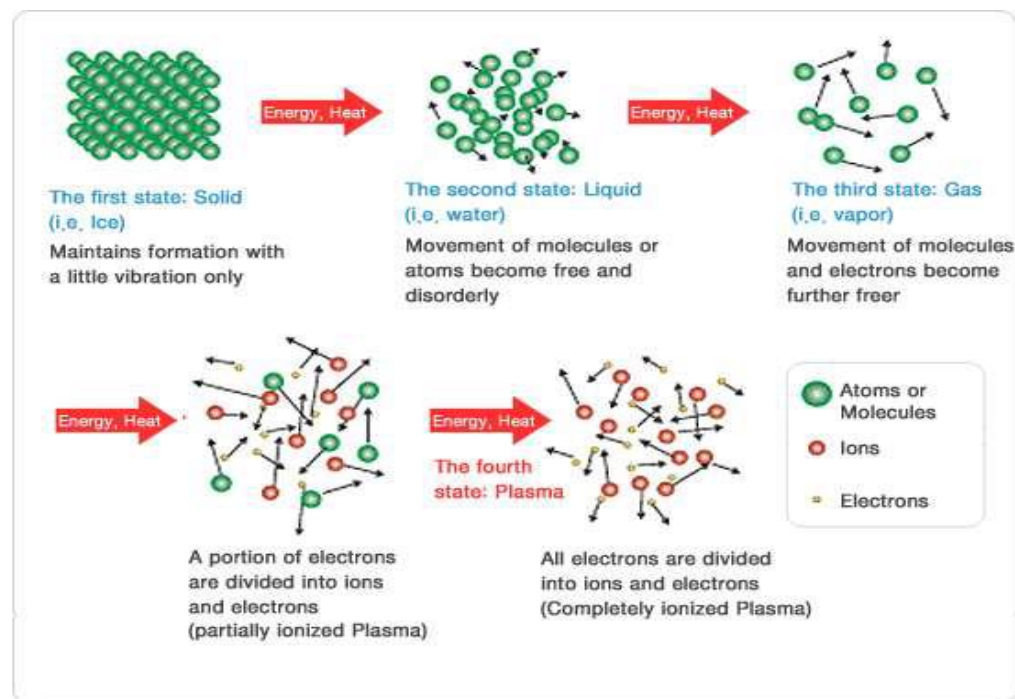 Energy, Heat
Energy, Heat
The first state: Solid
(i.e, Ice)
Maintains formation with
a little vibration only
The second state: Liquid
(i.e, water)
Movement of molecules or
atoms become free and
disorderly
The third state: Gas
(i.e, vapor)
Movement of molecules
and electrons become
further freer
Energy, Heat
Energy, Heat
The fourth
state: Plasma
Atoms or
Molecules
Ions
Electrons
A portion of electrons
are divided into ions
and electrons
(partially ionized Plasma)
All electrons are divided
into ions and electrons
(Completely ionized Plasma)